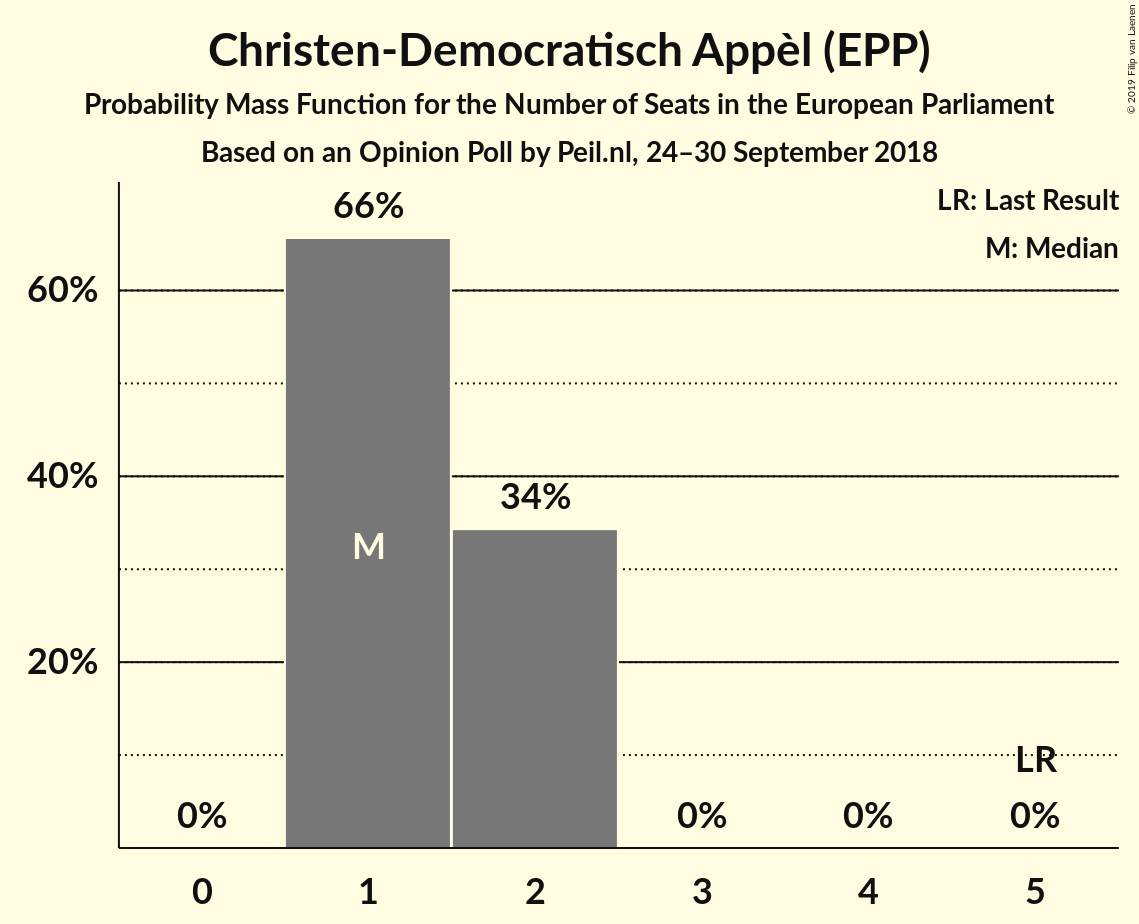 Christen-Democratisch Appèl (EPP)
Probability Mass Function for the Number of Seats in the European Parliament
Based on an Opinion Poll by Peil.nl, 24–30 September 2018
© 2019 Filip van Laenen
LR: Last Result
M: Median
66%
60%
40%
34%
M
20%
LR
0%
0%
0%
0%
0
1
2
3
4
5